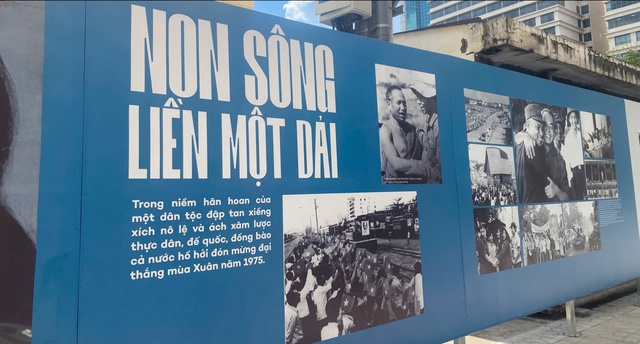 NON SÔNG
LIỀN MỘT DẢI
Trong niềm hân hoan của
một dân tộc đập tan xiềng
xích nô lệ và ách xâm lược
thực dân, đế quốc, đồng bào
cả nước hồ hởi đón mừng đại
thắng mùa Xuân năm 1975.